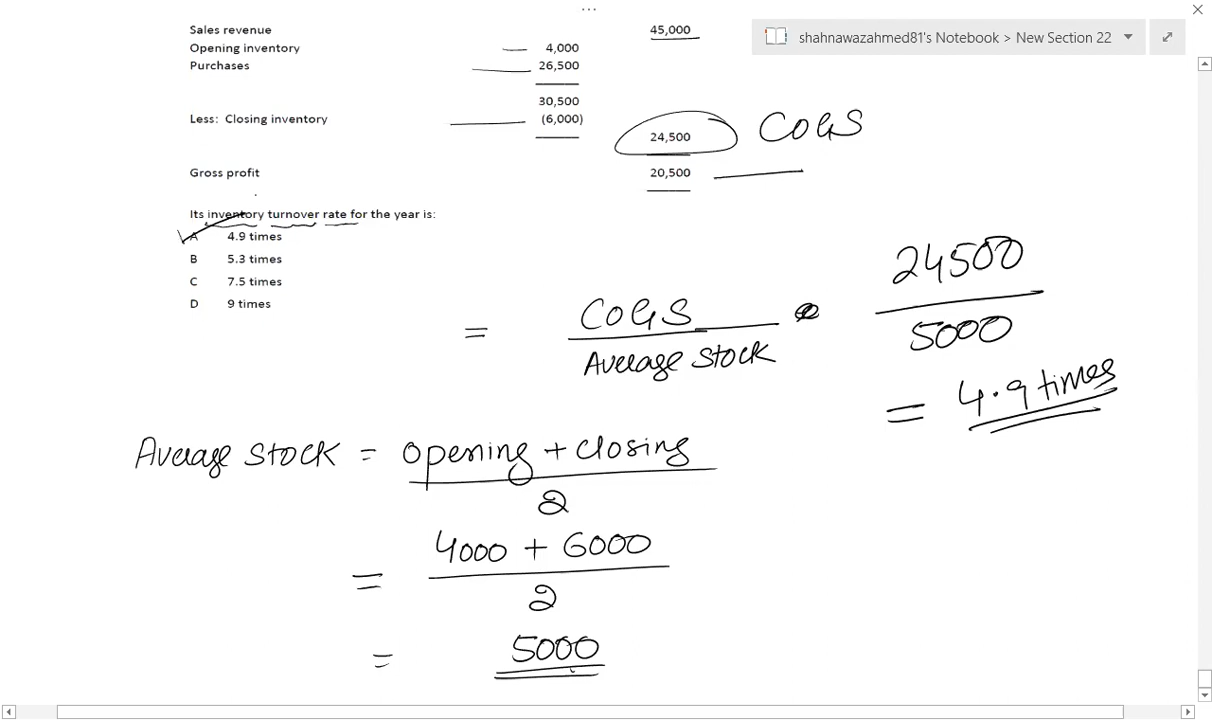 shahnawazahmed81's Notebook > New Section 22
Sales revenue 45,000
Opening inventory 4,000
Purchases 26,500
30,500
Less: Closing inventory (6,000)
24,500 COGS
Gross profit 20,500
Its inventory turnover rate for the year is:
A 4.9 times
B 5.3 times
C 7.5 times
D 9 times
= COGS 24500
Average Stock 5000
= 4.9 times
Average Stock = opening + closing
2
= 4000 + 6000
2
= 5000